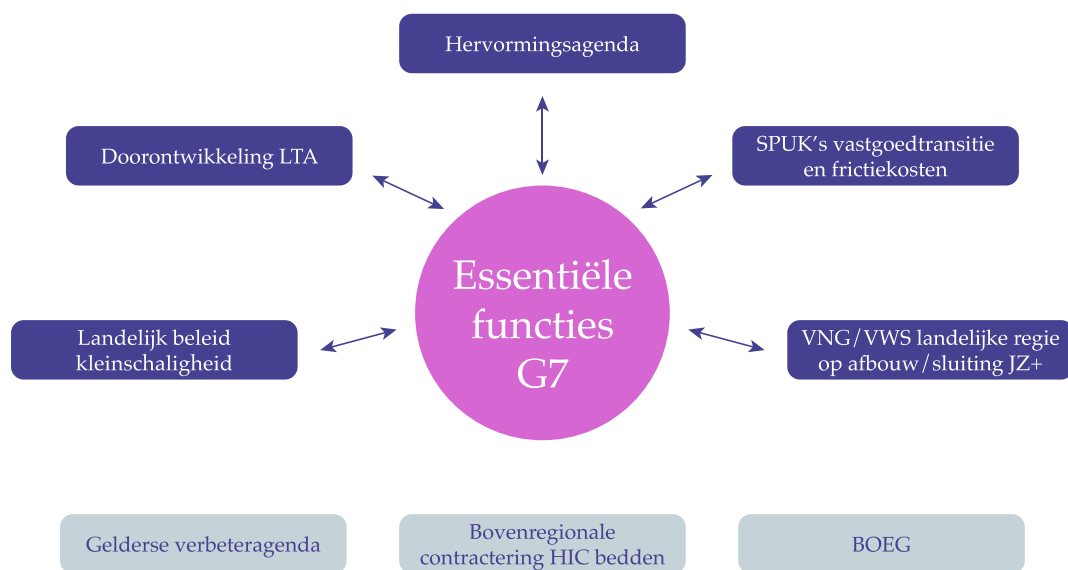 Hervormingsagenda
Doorontwikkeling LTA
SPUK’s vastgoedtransitie
en frictiekosten
Essentiële
functies
G7
Landelijk beleid
kleinschaligheid
VNG/VWS landelijke regie
op afbouw/sluiting JZ+
Gelderse verbeteragenda
Bovenregionale
contractering HIC bedden
BOEG